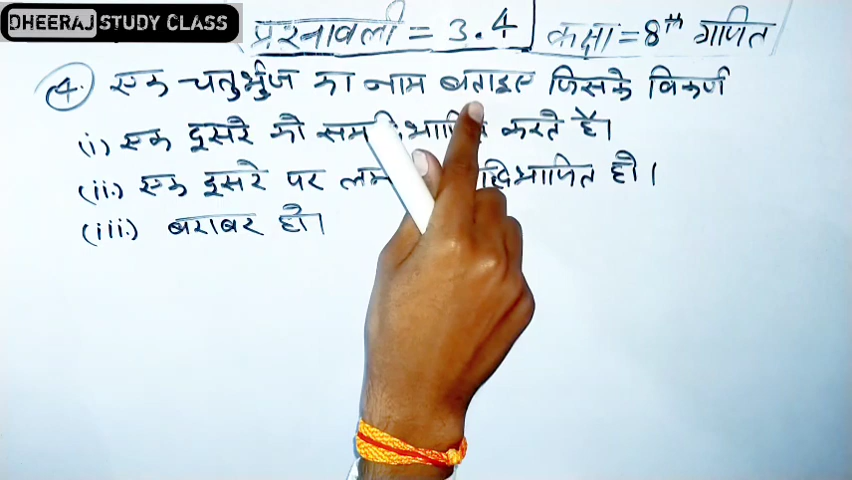 DHEERAJ STUDY CLASS
प्रश्नावली = 3.4 कक्षा = 8th गणित
4. एक चतुर्भुज का नाम बताइए जिसके विकर्ण
(i) एक दूसरे को करते हैं।
(ii.) एक दूसरे पर हो।
(iii.) बराबर हो।